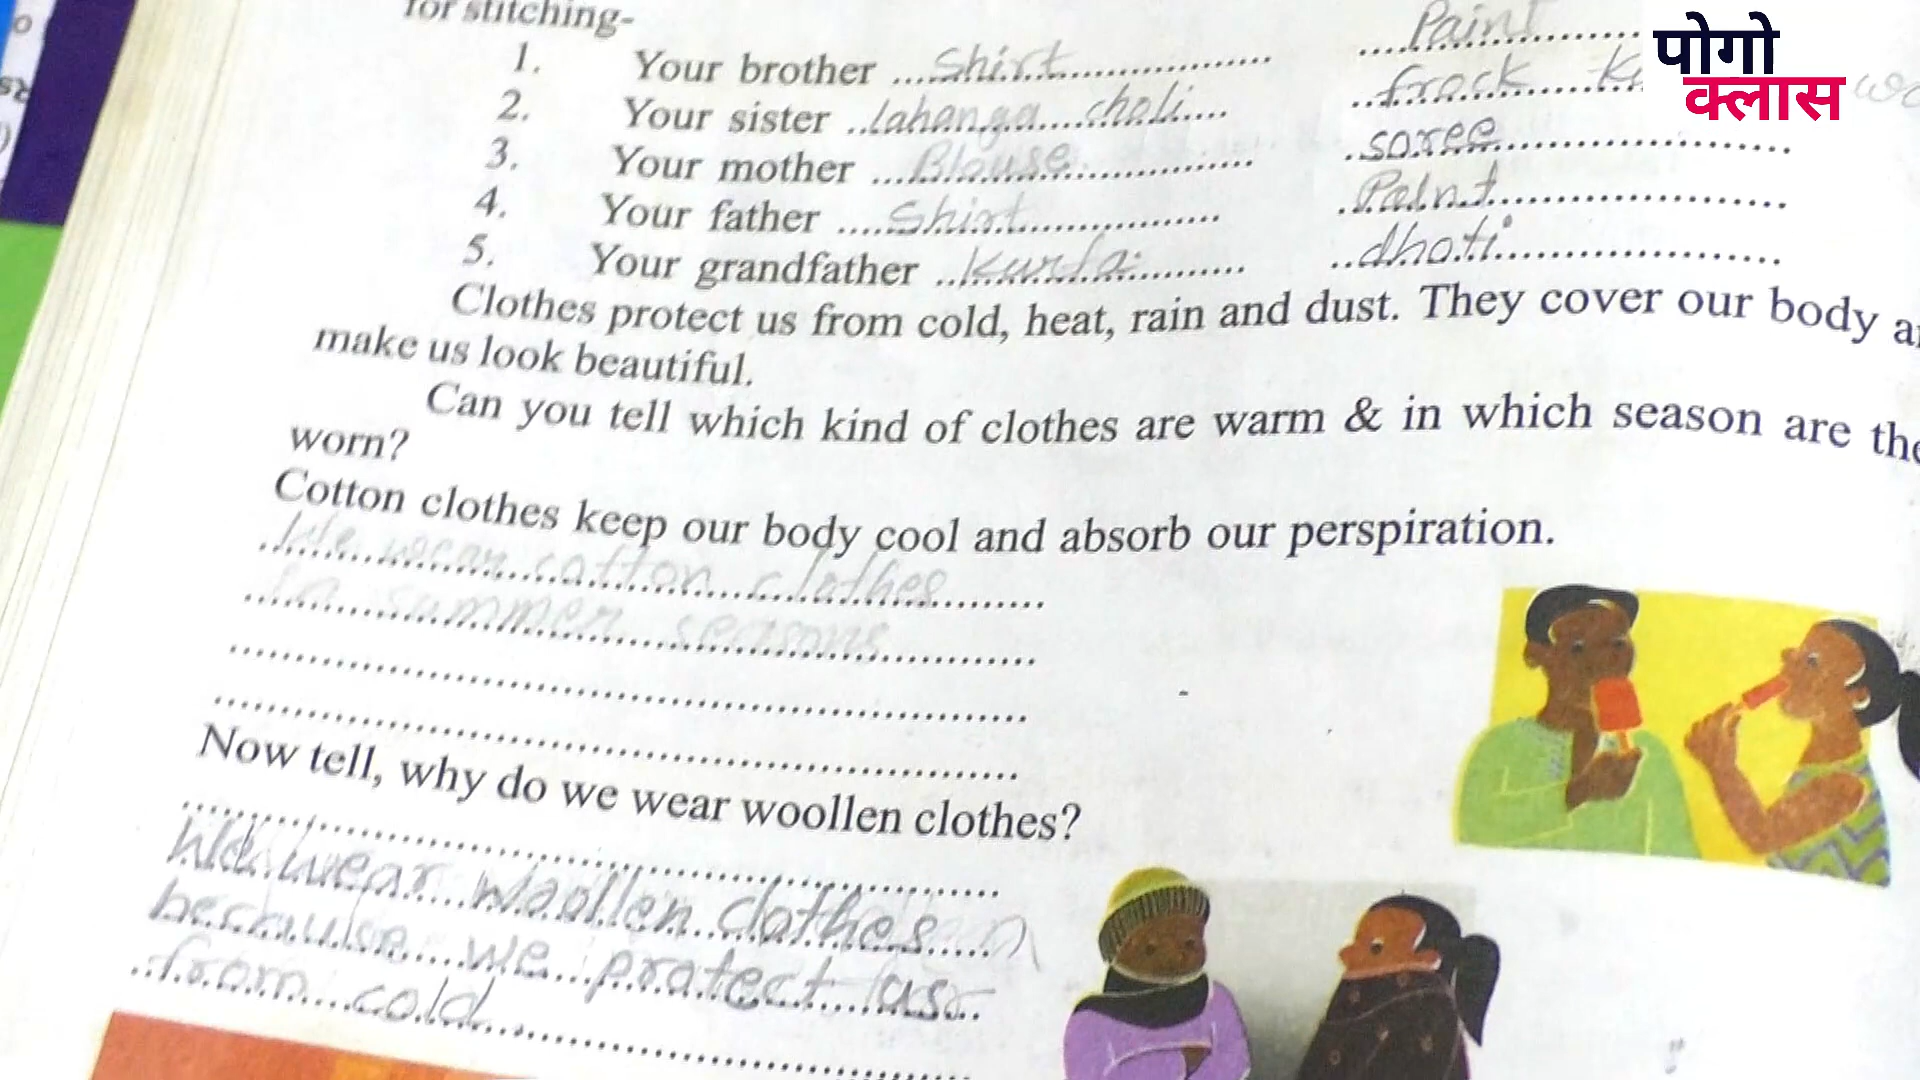 for stitching-
1. Your brother ...Shirt... ...Paint...
2. Your sister ...lahanga...choli... ...frock...
3. Your mother ...Blouse... ...saree...
4. Your father ...Shirt... ...Paint...
5. Your grandfather ...Kurta... ...dhoti...
Clothes protect us from cold, heat, rain and dust. They cover our body
make us look beautiful.
Can you tell which kind of clothes are warm & in which season are
worn?
Cotton clothes keep our body cool and absorb our perspiration.
We wear cotton clothes
in summer seasons
Now tell, why do we wear woollen clothes?
We wear woollen clothes
because we protect us
from cold
पोगो
क्लास